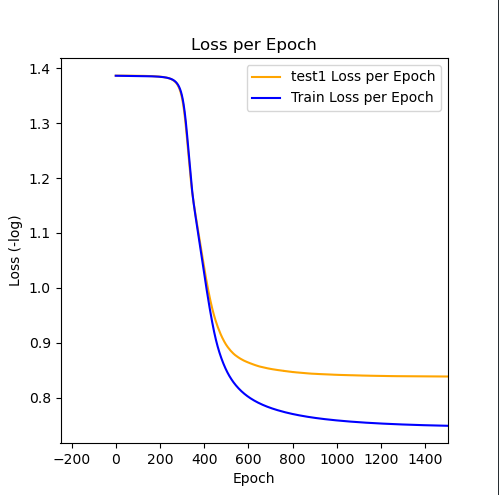 Loss per Epoch
test1 Loss per Epoch
Train Loss per Epoch
Loss (-log)
1.4
1.3
1.2
1.1
1.0
0.9
0.8
−200 0 200 400 600 800 1000 1200 1400
Epoch